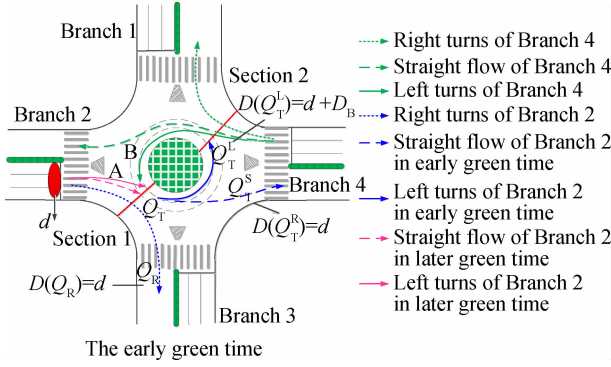 Branch 1
Section 2
D(Q_T^L)=d+D_B
Branch 2
B
Q_T^L
A
Q_T^S
Branch 4
Q_T
d
Section 1
D(Q_T^R)=d
Q_R
D(Q_R)=d
Branch 3
The early green time
Right turns of Branch 4
Straight flow of Branch 4
Left turns of Branch 4
Right turns of Branch 2
Straight flow of Branch 2
in early green time
Left turns of Branch 2
in early green time
Straight flow of Branch 2
in later green time
Left turns of Branch 2
in later green time